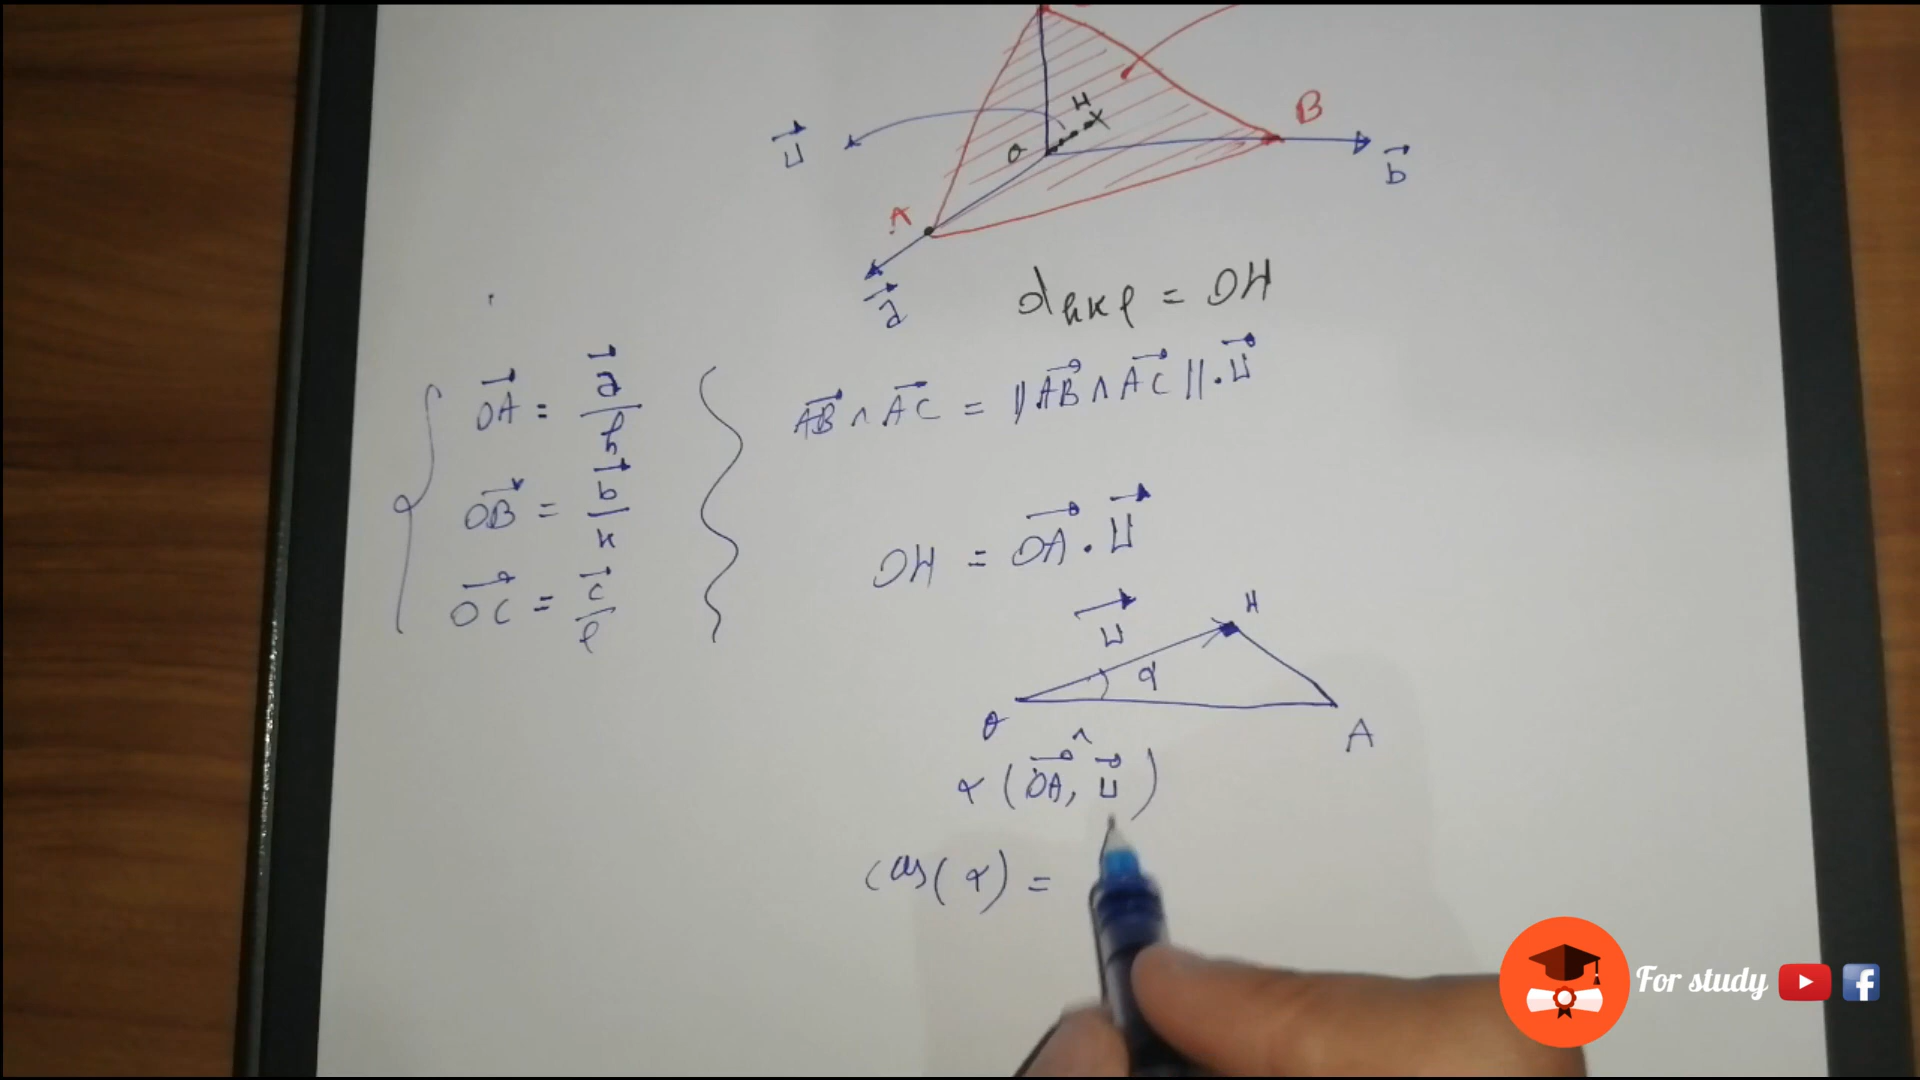 B
H
u⃗
O
b⃗
A
a⃗
d_hkl = OH
OA⃗ = a⃗/h
AB⃗ ∧ AC⃗ = ||AB⃗ ∧ AC⃗||.u⃗
OB⃗ = b⃗/k
OH = OA⃗ . u⃗
OC⃗ = c⃗/l
u⃗
H
α
O
A
α (OA⃗, u⃗)
cos(α) =
For study